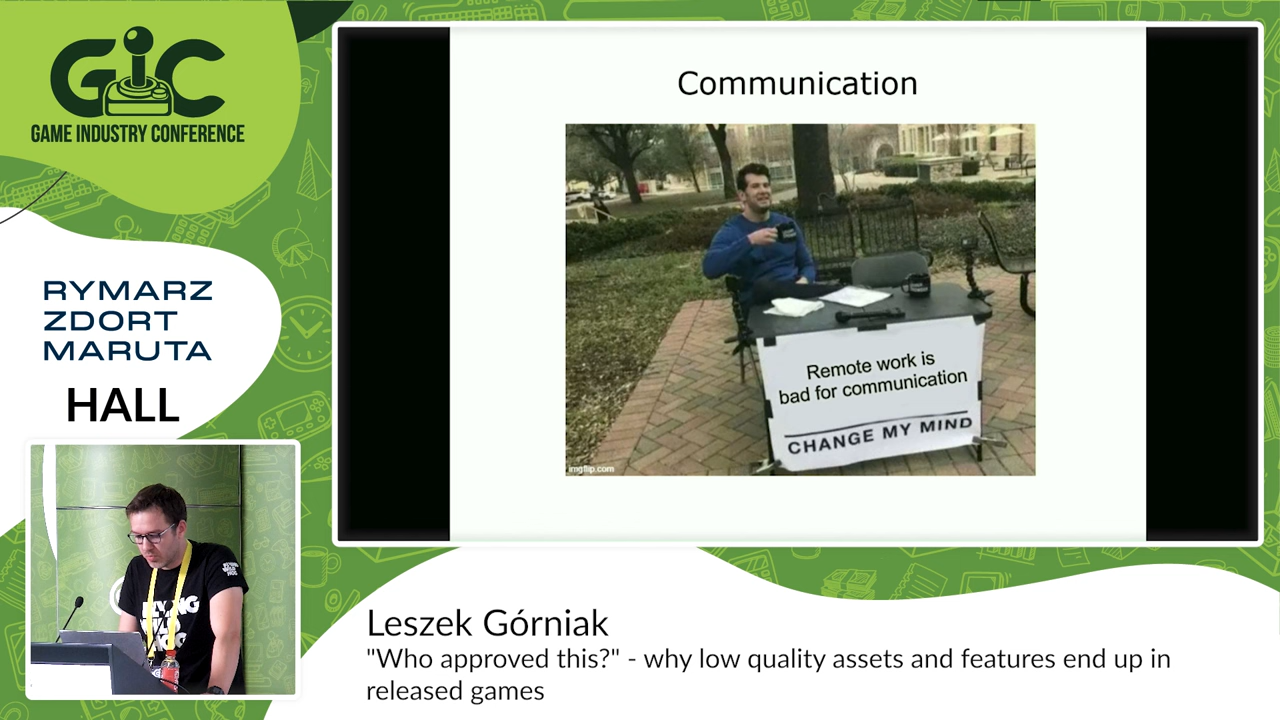 GIC
GAME INDUSTRY CONFERENCE
RYMARZ
ZDORT
MARUTA
HALL
Communication
Remote work is
bad for communication
CHANGE MY MIND
imgflip.com
Leszek Górniak
"Who approved this?" - why low quality assets and features end up in
released games